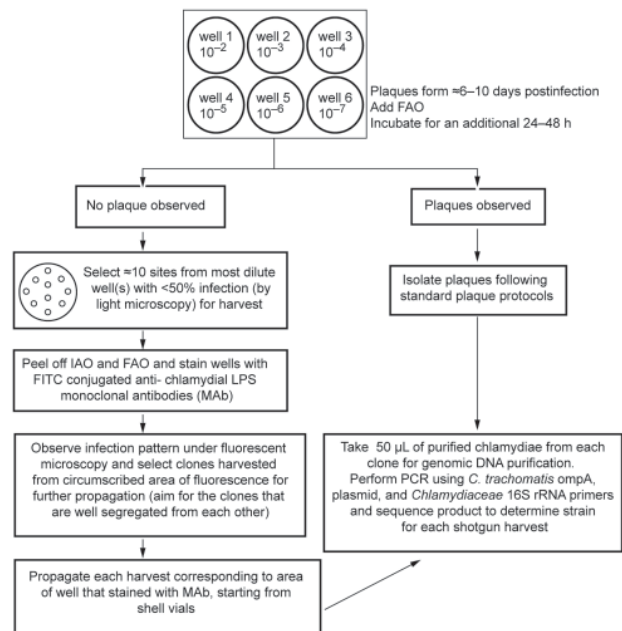 well 1
10–2
well 2
10–3
well 3
10–4
well 4
10–5
well 5
10–6
well 6
10–7
Plaques form ≈6–10 days postinfection
Add FAO
Incubate for an additional 24–48 h
No plaque observed
Plaques observed
Select ≈10 sites from most dilute
well(s) with <50% infection (by
light microscopy) for harvest
Isolate plaques following
standard plaque protocols
Peel off IAO and FAO and stain wells with
FITC conjugated anti- chlamydial LPS
monoclonal antibodies (MAb)
Observe infection pattern under fluorescent
microscopy and select clones harvested
from circumscribed area of fluorescence for
further propagation (aim for the clones that
are well segregated from each other)
Take 50 µL of purified chlamydiae from each
clone for genomic DNA purification.
Perform PCR using C. trachomatis ompA,
plasmid, and Chlamydiaceae 16S rRNA primers
and sequence product to determine strain
for each shotgun harvest
Propagate each harvest corresponding to area
of well that stained with MAb, starting from
shell vials